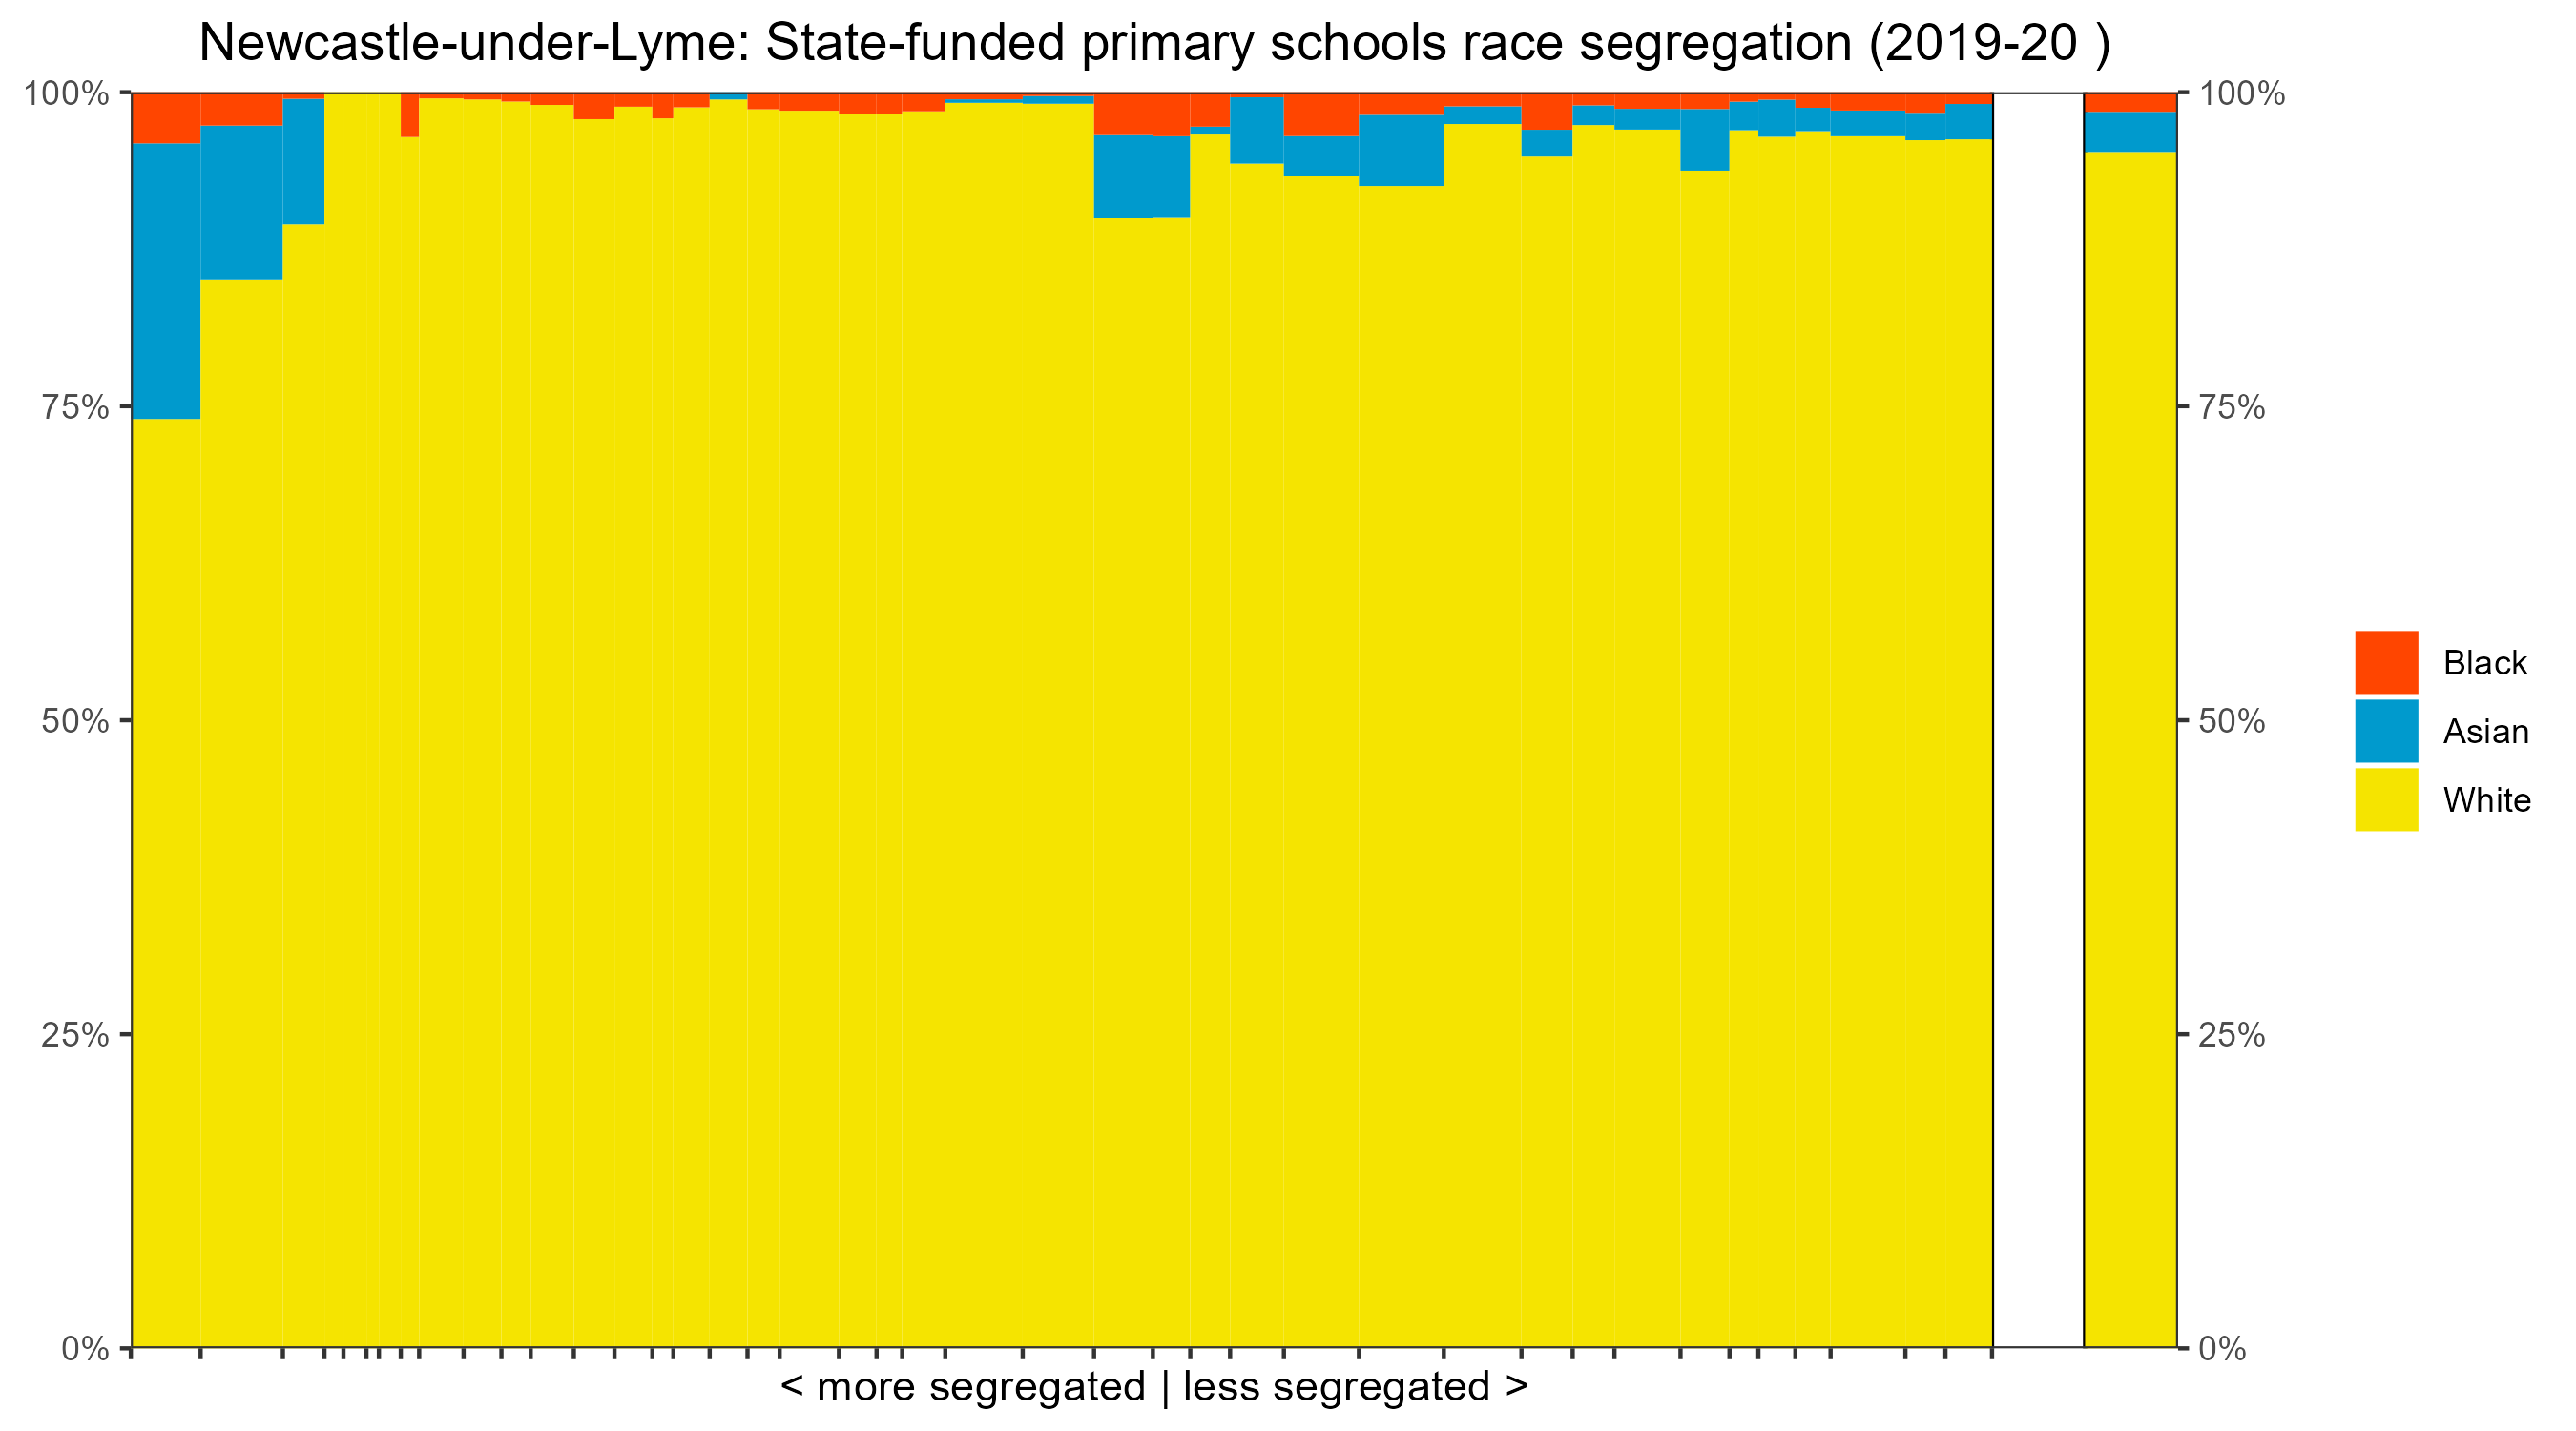 Newcastle-under-Lyme: State-funded primary schools race segregation (2019-20 )
100% 100%
75% 75%
50% 50%
25% 25%
0% 0%
Black
Asian
White
< more segregated | less segregated >